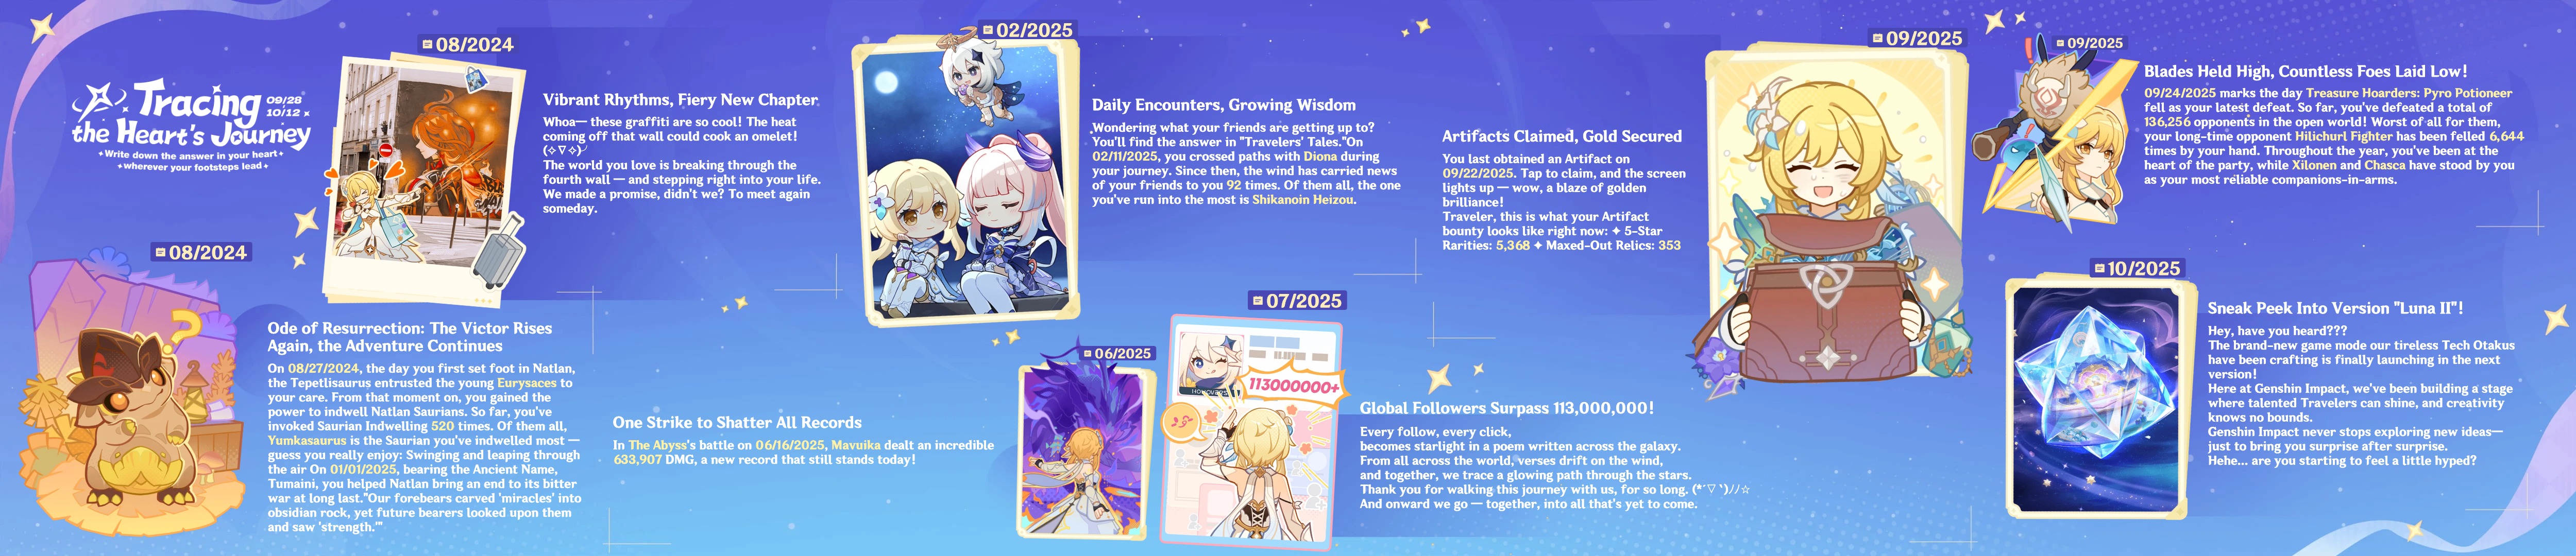 Tracing
09/28
10/12
the Heart's Journey
Write down the answer in your heart
wherever your footsteps lead
08/2024
Vibrant Rhythms, Fiery New Chapter
Whoa— these graffiti are so cool! The heat
coming off that wall could cook an omelet!
(✧∇✧)╯
The world you love is breaking through the
fourth wall — and stepping right into your life.
We made a promise, didn't we? To meet again
someday.
08/2024
Ode of Resurrection: The Victor Rises
Again, the Adventure Continues
On 08/27/2024, the day you first set foot in Natlan,
the Tepetlisaurus entrusted the young Eurysaces to
your care. From that moment on, you gained the
power to indwell Natlan Saurians. So far, you've
invoked Saurian Indwelling 520 times. Of them all,
Yumkasaurus is the Saurian you've indwelled most —
guess you really enjoy: Swinging and leaping through
the air On 01/01/2025, bearing the Ancient Name,
Tumaini, you helped Natlan bring an end to its bitter
war at long last."Our forebears carved 'miracles' into
obsidian rock, yet future bearers looked upon them
and saw 'strength.'"
02/2025
Daily Encounters, Growing Wisdom
Wondering what your friends are getting up to?
You'll find the answer in "Travelers' Tales."On
02/11/2025, you crossed paths with Diona during
your journey. Since then, the wind has carried news
of your friends to you 92 times. Of them all, the one
you've run into the most is Shikanoin Heizou.
06/2025
One Strike to Shatter All Records
In The Abyss's battle on 06/16/2025, Mavuika dealt an incredible
633,907 DMG, a new record that still stands today!
07/2025
113000000+
Global Followers Surpass 113,000,000!
Every follow, every click,
becomes starlight in a poem written across the galaxy.
From all across the world, verses drift on the wind,
and together, we trace a glowing path through the stars.
Thank you for walking this journey with us, for so long. (*´▽`)ﾉﾉ☆
And onward we go — together, into all that's yet to come.
09/2025
Artifacts Claimed, Gold Secured
You last obtained an Artifact on
09/22/2025. Tap to claim, and the screen
lights up — wow, a blaze of golden
brilliance!
Traveler, this is what your Artifact
bounty looks like right now: ✦ 5-Star
Rarities: 5,368 ✦ Maxed-Out Relics: 353
09/2025
Blades Held High, Countless Foes Laid Low!
09/24/2025 marks the day Treasure Hoarders: Pyro Potioneer
fell as your latest defeat. So far, you've defeated a total of
136,256 opponents in the open world! Worst of all for them,
your long-time opponent Hilichurl Fighter has been felled 6,644
times by your hand. Throughout the year, you've been at the
heart of the party, while Xilonen and Chasca have stood by you
as your most reliable companions-in-arms.
10/2025
Sneak Peek Into Version "Luna II"!
Hey, have you heard???
The brand-new game mode our tireless Tech Otakus
have been crafting is finally launching in the next
version!
Here at Genshin Impact, we've been building a stage
where talented Travelers can shine, and creativity
knows no bounds.
Genshin Impact never stops exploring new ideas—
just to bring you surprise after surprise.
Hehe... are you starting to feel a little hyped?